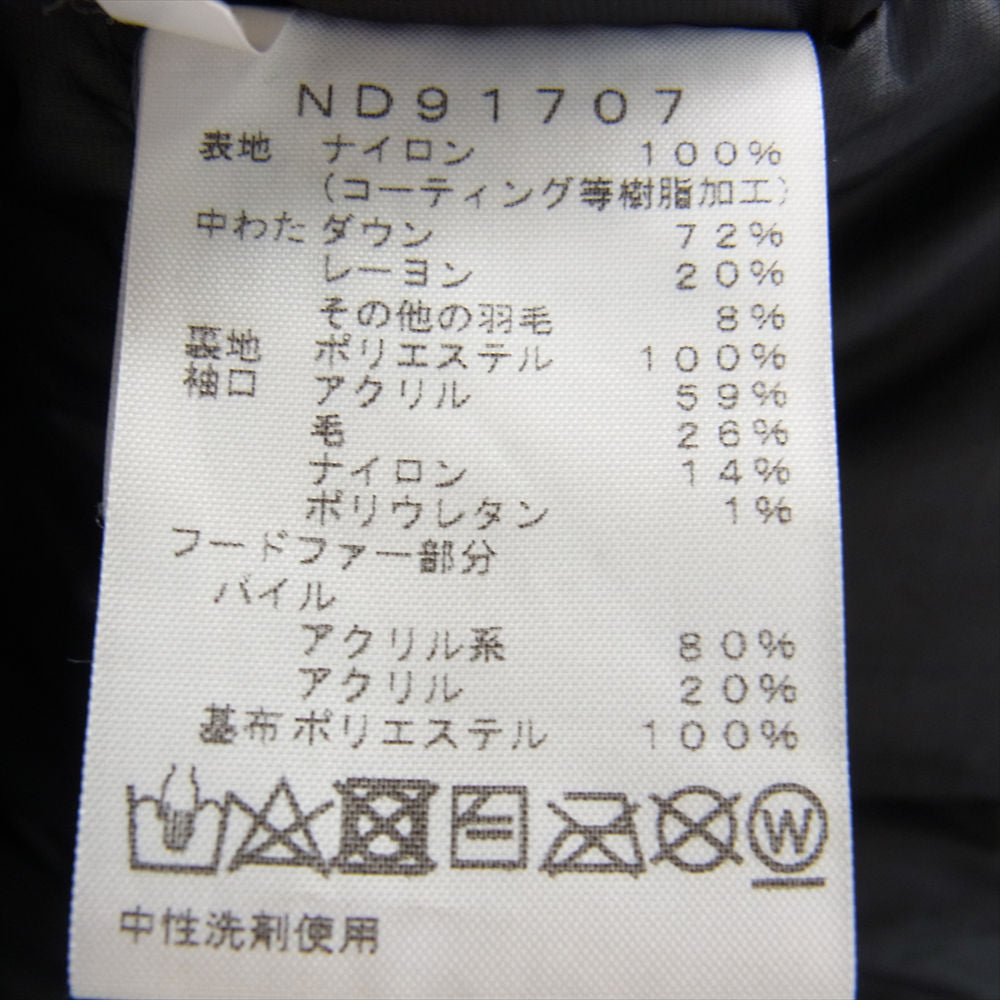 ND91707
表地 ナイロン 100%
(コーティング等樹脂加工)
中わた ダウン 72%
レーヨン 20%
その他の羽毛 8%
裏地 ポリエステル 100%
袖口 アクリル 59%
毛 26%
ナイロン 14%
ポリウレタン 1%
フードファー部分
パイル
アクリル系 80%
アクリル 20%
基布 ポリエステル 100%
W
中性洗剤使用